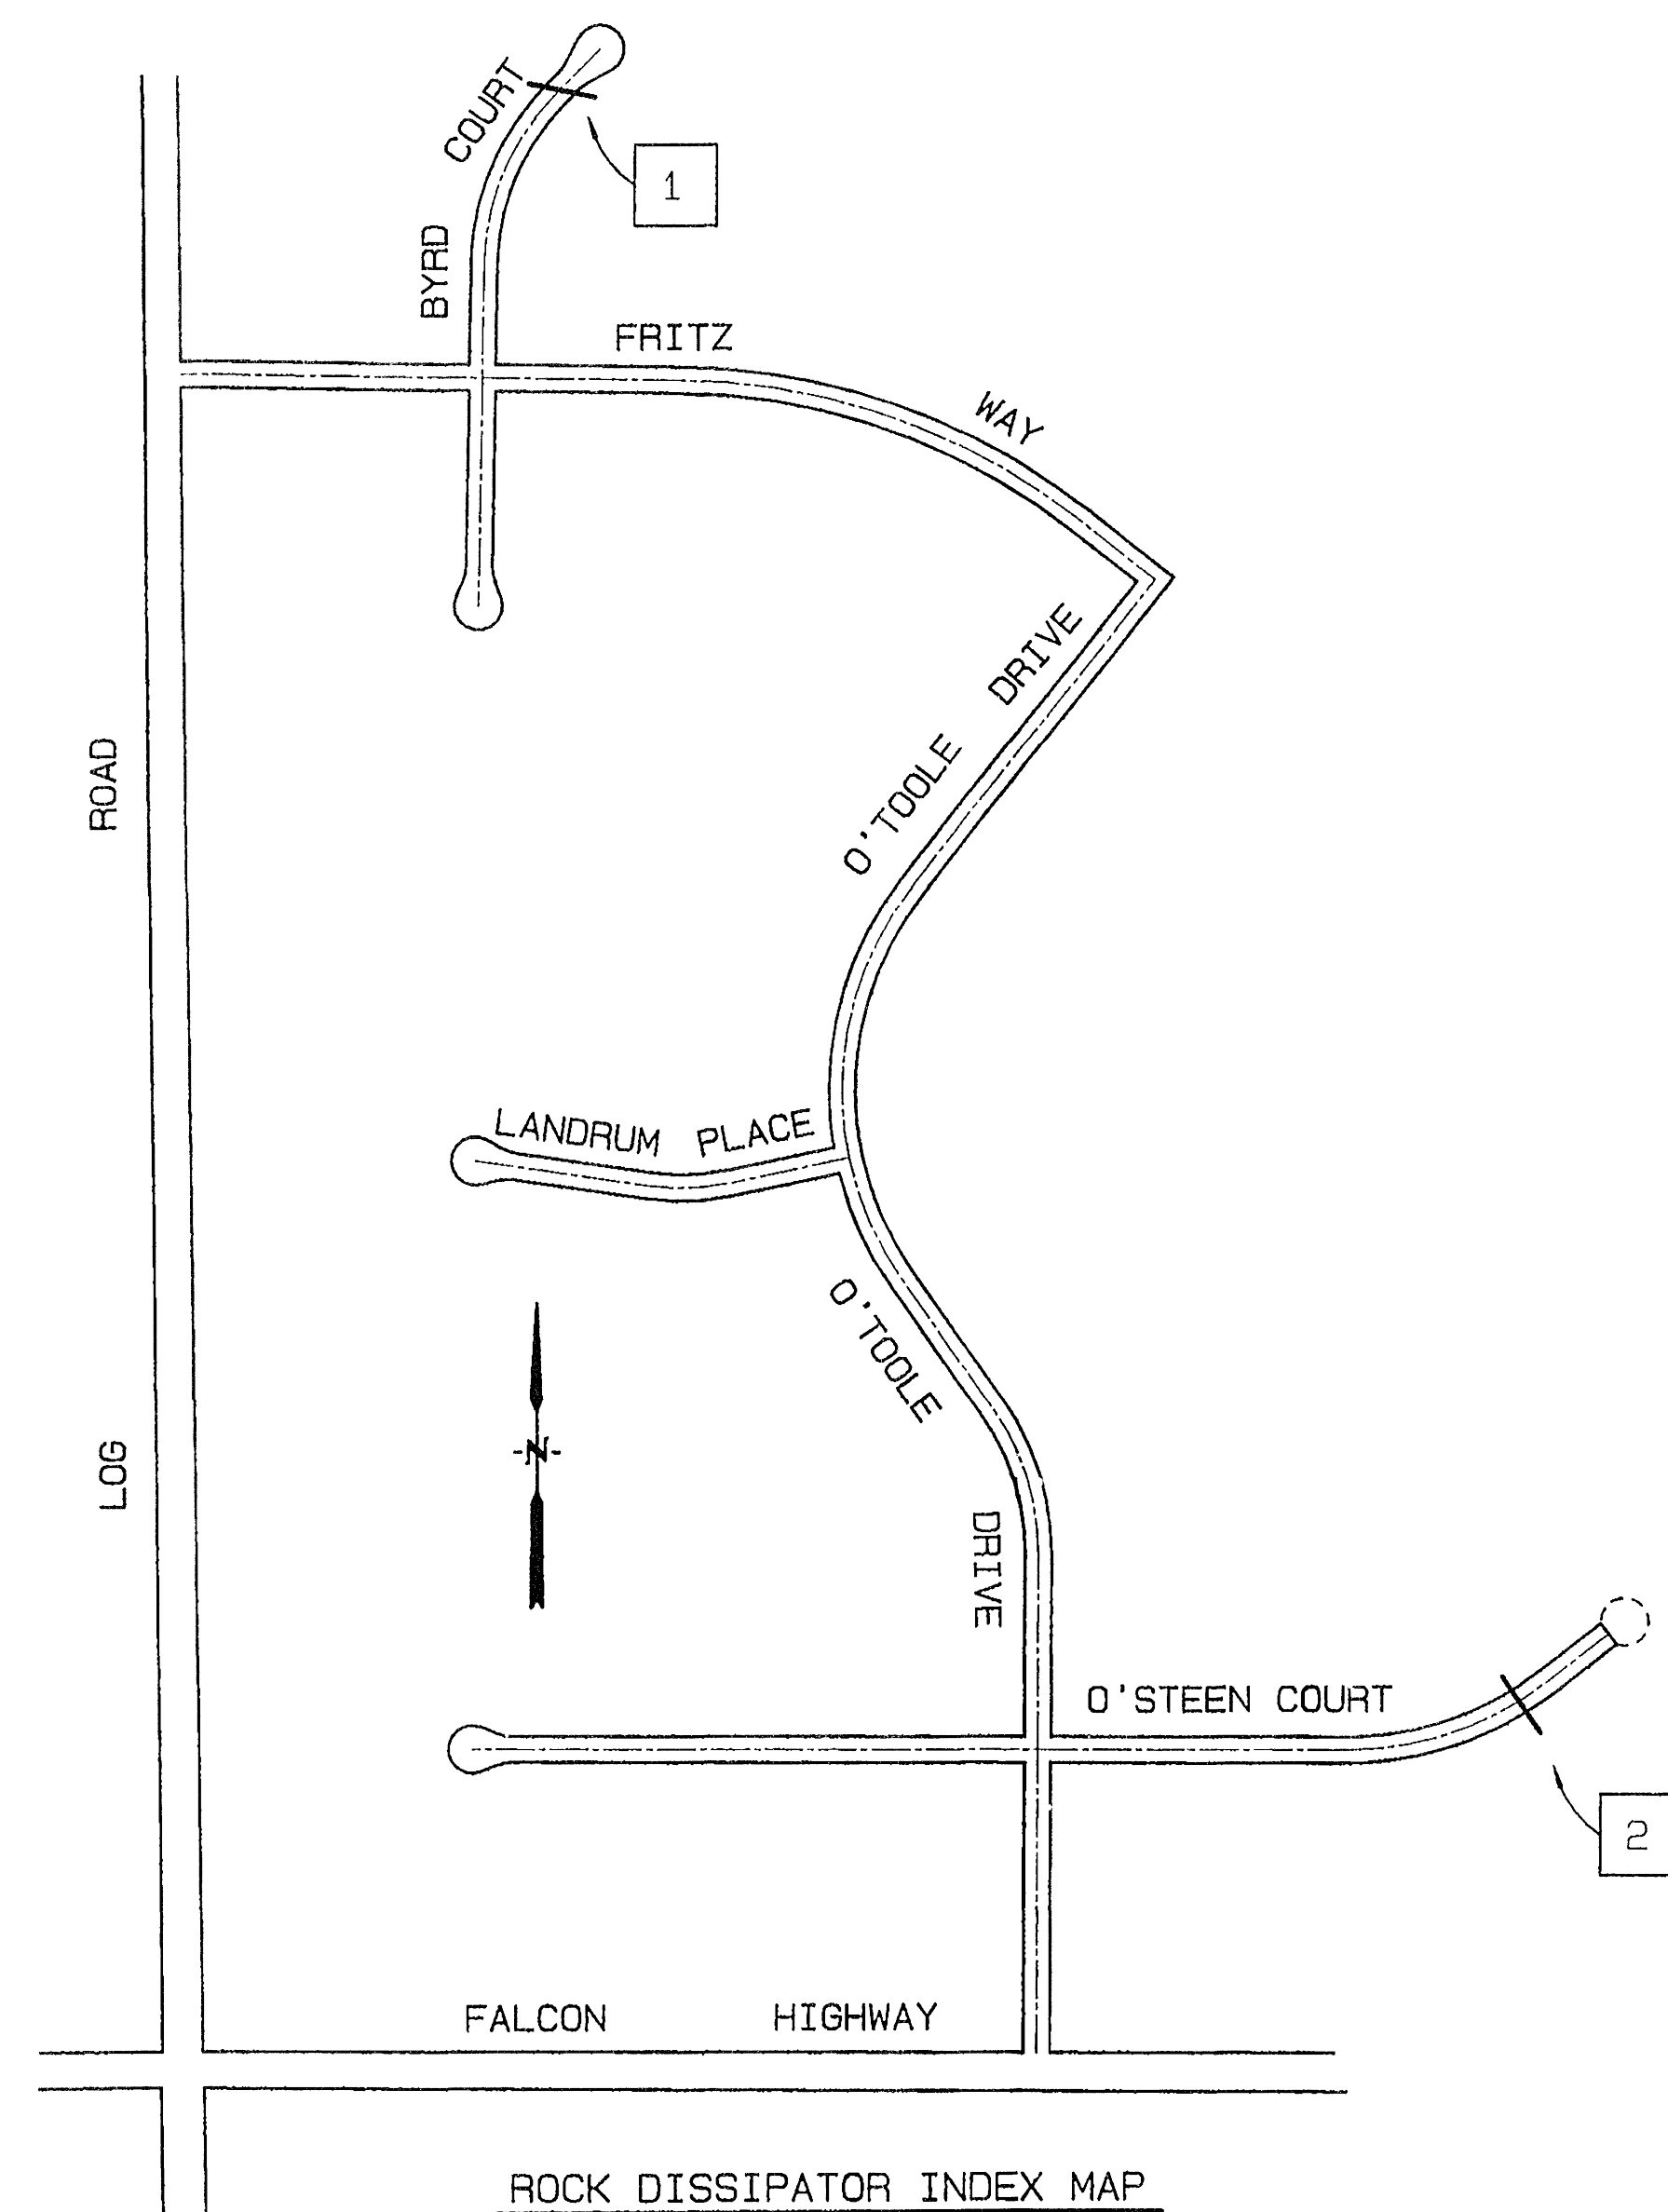 COURT
1
BYRD
FRITZ
WAY
O'TOOLE DRIVE
ROAD
LANDRUM PLACE
O'TOOLE
DRIVE
-N-
LOG
O'STEEN COURT
2
FALCON HIGHWAY
ROCK DISSIPATOR INDEX MAP